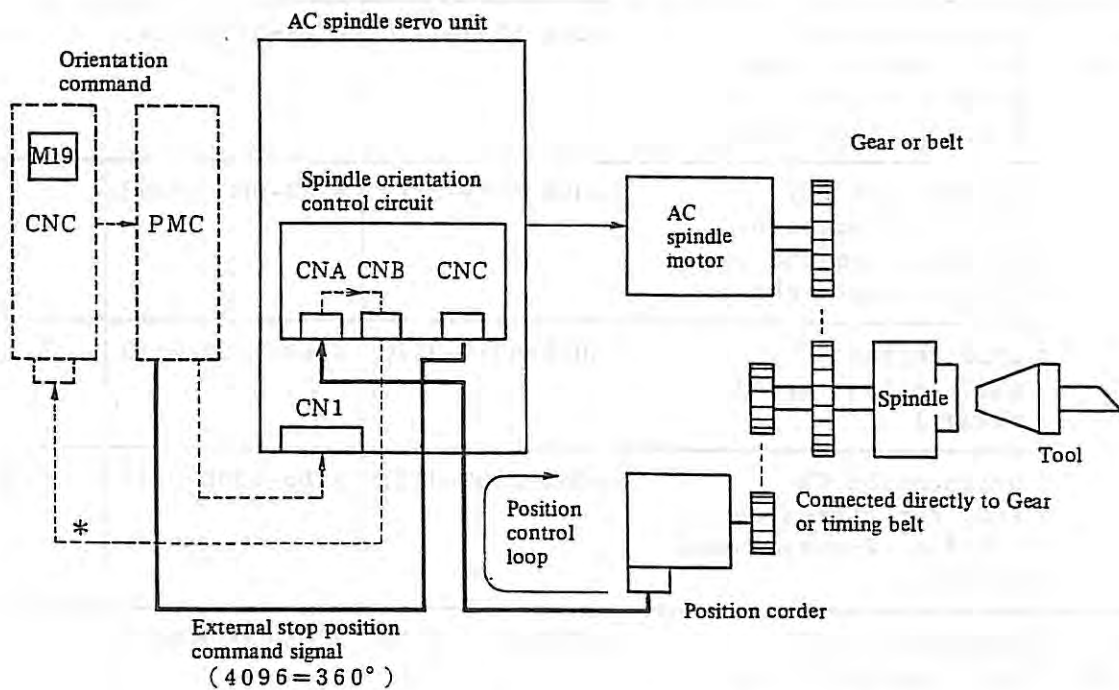 AC spindle servo unit
Orientation
command
M19
CNC
PMC
Spindle orientation
control circuit
CNA
CNB
CNC
CN1
AC
spindle
motor
Gear or belt
Spindle
Tool
Connected directly to Gear
or timing belt
Position
control
loop
Position corder
*
External stop position
command signal
(4096=360°)